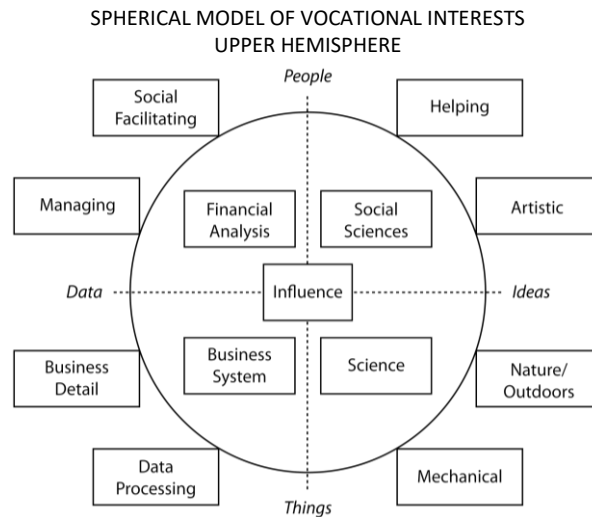 SPHERICAL MODEL OF VOCATIONAL INTERESTS
UPPER HEMISPHERE
People
Social
Facilitating
Helping
Managing
Financial
Analysis
Social
Sciences
Artistic
Data
Influence
Ideas
Business
Detail
Business
System
Science
Nature/
Outdoors
Data
Processing
Mechanical
Things